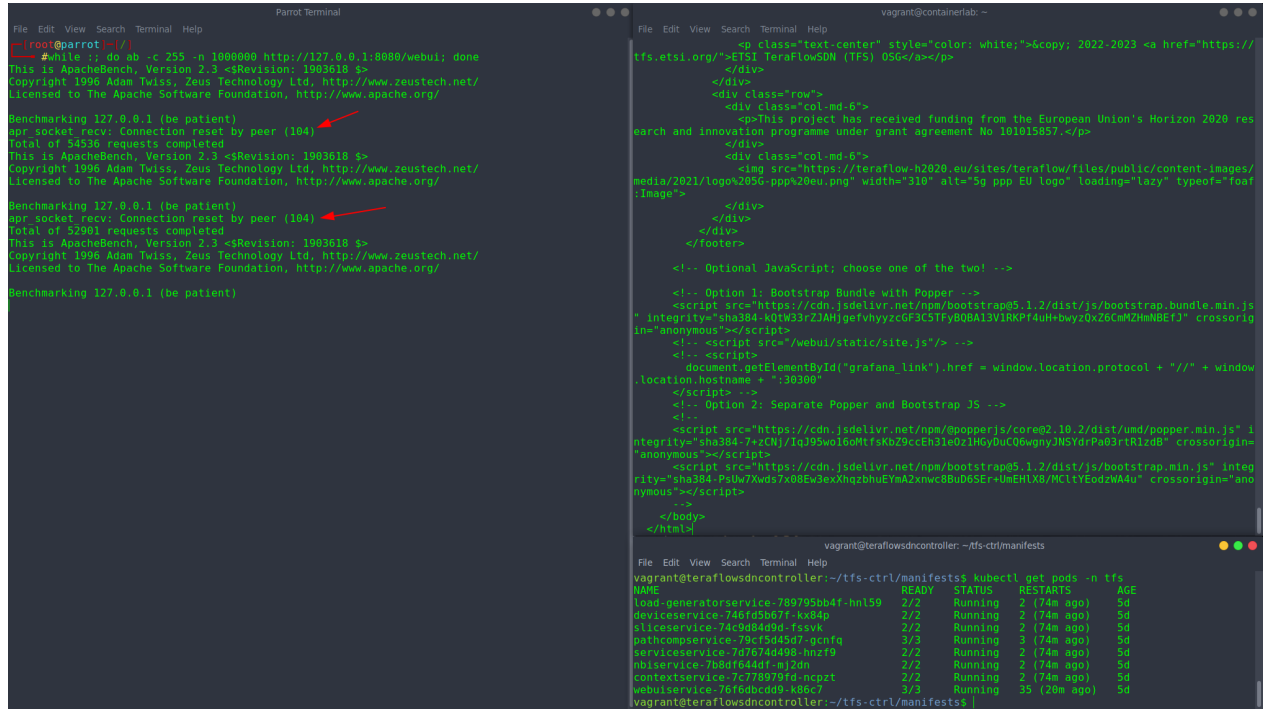 Parrot Terminal
File Edit View Search Terminal Help
[root@parrot]─[/]
#while :; do ab -c 255 -n 1000000 http://127.0.0.1:8080/webui; done
This is ApacheBench, Version 2.3 <$Revision: 1903618 $>
Copyright 1996 Adam Twiss, Zeus Technology Ltd, http://www.zeustech.net/
Licensed to The Apache Software Foundation, http://www.apache.org/
Benchmarking 127.0.0.1 (be patient)
apr_socket_recv: Connection reset by peer (104)
Total of 54536 requests completed
This is ApacheBench, Version 2.3 <$Revision: 1903618 $>
Copyright 1996 Adam Twiss, Zeus Technology Ltd, http://www.zeustech.net/
Licensed to The Apache Software Foundation, http://www.apache.org/
Benchmarking 127.0.0.1 (be patient)
apr_socket_recv: Connection reset by peer (104)
Total of 52901 requests completed
This is ApacheBench, Version 2.3 <$Revision: 1903618 $>
Copyright 1996 Adam Twiss, Zeus Technology Ltd, http://www.zeustech.net/
Licensed to The Apache Software Foundation, http://www.apache.org/
Benchmarking 127.0.0.1 (be patient)
vagrant@containerlab: ~
File Edit View Search Terminal Help
<p class="text-center" style="color: white;">&copy; 2022-2023 <a href="https://
tfs.etsi.org/">ETSI TeraFlowSDN (TFS) OSG</a></p>
</div>
</div>
<div class="row">
<div class="col-md-6">
<p>This project has received funding from the European Union's Horizon 2020 res
earch and innovation programme under grant agreement No 101015857.</p>
</div>
<div class="col-md-6">
<img src="https://teraflow-h2020.eu/sites/teraflow/files/public/content-images/
media/2021/logo%205G-ppp%20eu.png" width="310" alt="5g ppp EU logo" loading="lazy" typeof="foaf
:Image">
</div>
</div>
</div>
</footer>
<!-- Optional JavaScript; choose one of the two! -->
<!-- Option 1: Bootstrap Bundle with Popper -->
<script src="https://cdn.jsdelivr.net/npm/bootstrap@5.1.2/dist/js/bootstrap.bundle.min.js
" integrity="sha384-kQtW33rZJAHjgefvhyyzcGF3C5TFyBQBA13V1RKPf4uH+bwyzQxZ6CmMZHmNBEfJ" crossorig
in="anonymous"></script>
<!-- <script src="/webui/static/site.js"/> -->
<!-- <script>
document.getElementById("grafana_link").href = window.location.protocol + "//" + window
.location.hostname + ":30300"
</script> -->
<!-- Option 2: Separate Popper and Bootstrap JS -->
<!--
<script src="https://cdn.jsdelivr.net/npm/@popperjs/core@2.10.2/dist/umd/popper.min.js" i
ntegrity="sha384-7+zCNj/IqJ95wo16oMtfsKbZ9ccEh31eOz1HGyDuCQ6wgnyJNSYdrPa03rtR1zdB" crossorigin=
"anonymous"></script>
<script src="https://cdn.jsdelivr.net/npm/bootstrap@5.1.2/dist/js/bootstrap.min.js" integ
rity="sha384-PsUw7Xwds7x08Ew3exXhqzbhuEYmA2xnwc8BuD6SEr+UmEHlX8/MCltYEodzWA4u" crossorigin="ano
nymous"></script>
-->
</body>
</html>
vagrant@teraflowsdncontroller: ~/tfs-ctrl/manifests
File Edit View Search Terminal Help
vagrant@teraflowsdncontroller:~/tfs-ctrl/manifests$ kubectl get pods -n tfs
NAME READY STATUS RESTARTS AGE
load-generatorservice-789795bb4f-hnl59 2/2 Running 2 (74m ago) 5d
deviceservice-746fd5b67f-kx84p 2/2 Running 2 (74m ago) 5d
sliceservice-74c9d84d9d-fssvk 2/2 Running 2 (74m ago) 5d
pathcompservice-79cf5d45d7-gcnfq 3/3 Running 3 (74m ago) 5d
serviceservice-7d7674d498-hnzf9 2/2 Running 2 (74m ago) 5d
nbiservice-7b8df644df-mj2dn 2/2 Running 2 (74m ago) 5d
contextservice-7c778979fd-ncpzt 2/2 Running 2 (74m ago) 5d
webuiservice-76f6dbcdd9-k86c7 3/3 Running 35 (20m ago) 5d
vagrant@teraflowsdncontroller:~/tfs-ctrl/manifests$